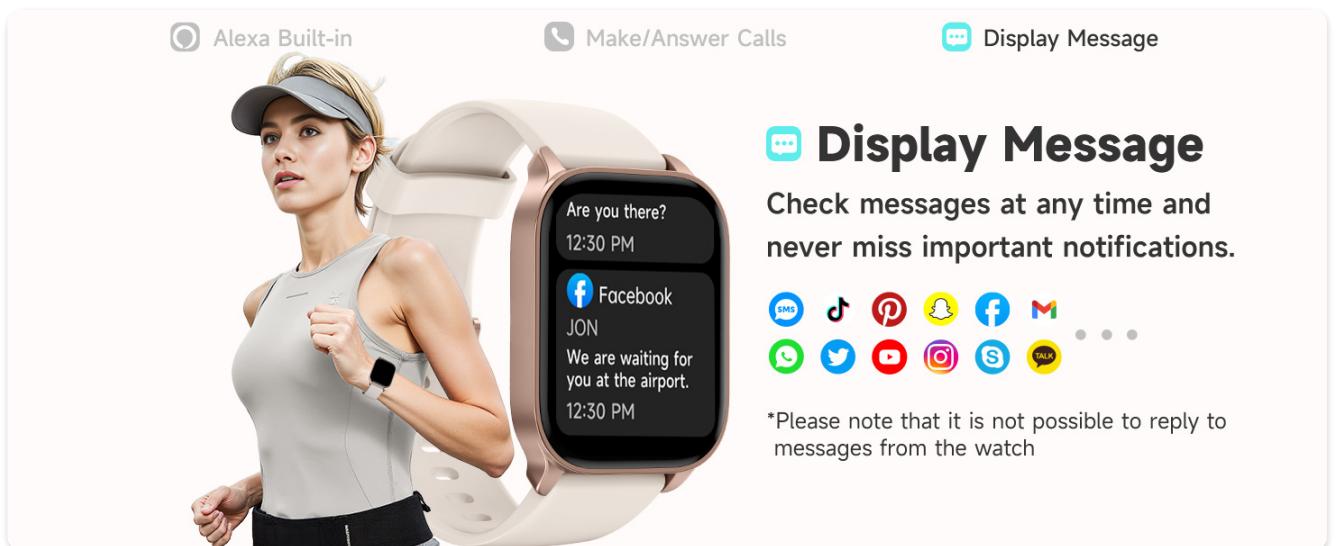 Alexa Built-in
Make/Answer Calls
Display Message
Display Message
Check messages at any time and
never miss important notifications.
SMS
TALK
*Please note that it is not possible to reply to
messages from the watch
Are you there?
12:30 PM
Facebook
JON
We are waiting for
you at the airport.
12:30 PM